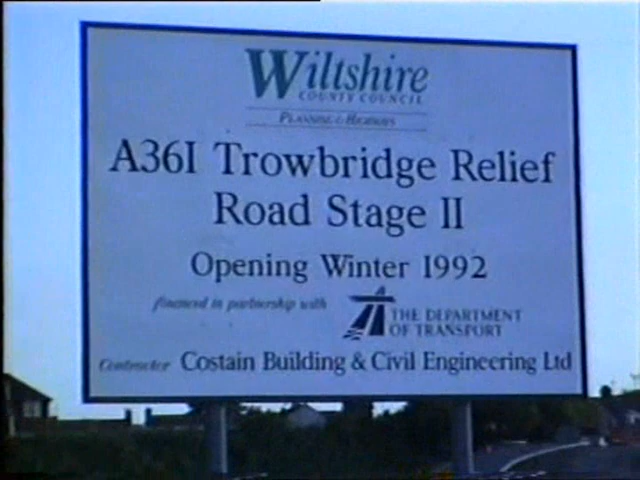 Wiltshire
COUNTY COUNCIL
PLANNING & HIGHWAYS
A361 Trowbridge Relief
Road Stage II
Opening Winter 1992
financed in partnership with
THE DEPARTMENT
OF TRANSPORT
Contractor Costain Building & Civil Engineering Ltd